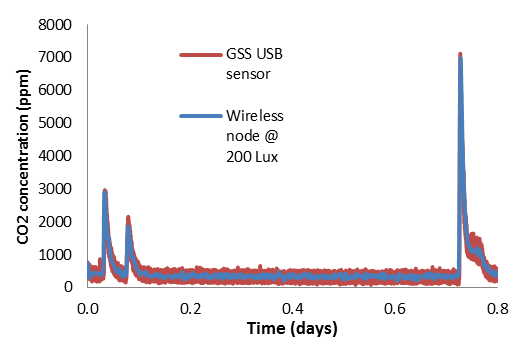 8000
7000
6000
5000
4000
3000
2000
1000
0
CO2 concentration (ppm)
GSS USB
sensor
Wireless
node @
200 Lux
0.0
0.2
0.4
0.6
0.8
Time (days)